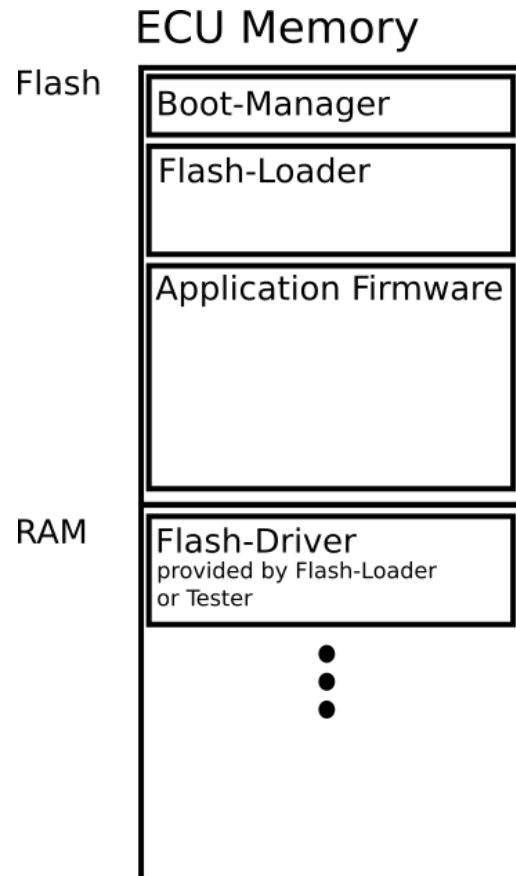 ECU Memory
Flash
Boot-Manager
Flash-Loader
Application Firmware
RAM
Flash-Driver
provided by Flash-Loader
or Tester